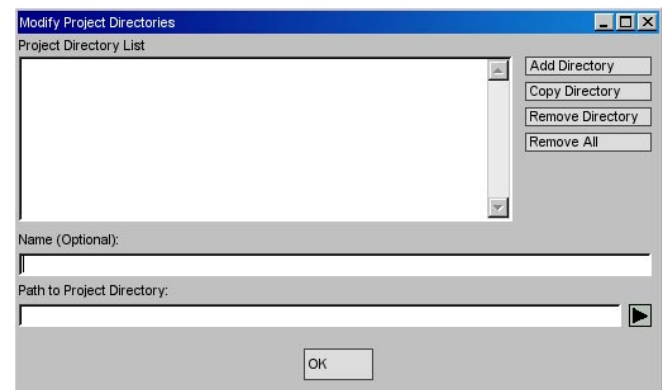 Modify Project Directories
Project Directory List
Add Directory
Copy Directory
Remove Directory
Remove All
Name (Optional):
Path to Project Directory:
OK